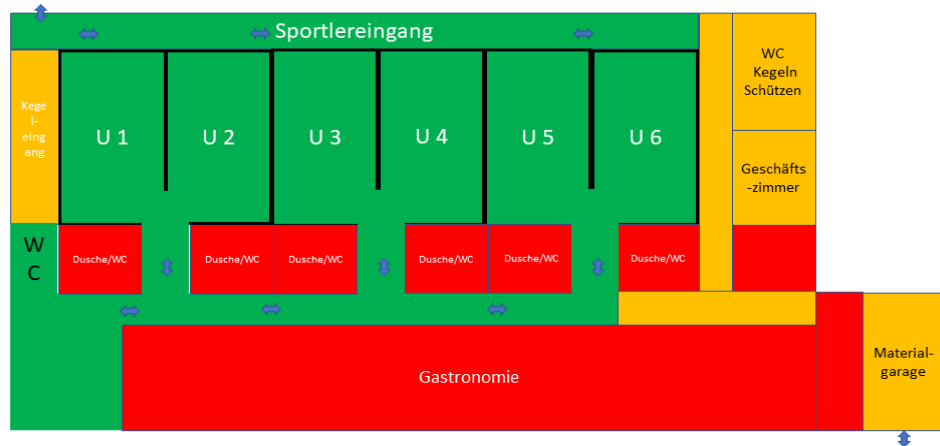 Sportlereingang
WC
Kegeln
Schützen
Kege
l-
eing
ang
U 1
U 2
U 3
U 4
U 5
U 6
Geschäfts
-zimmer
W
C
Dusche/WC
Dusche/WC
Dusche/WC
Dusche/WC
Dusche/WC
Dusche/WC
Gastronomie
Material-
garage